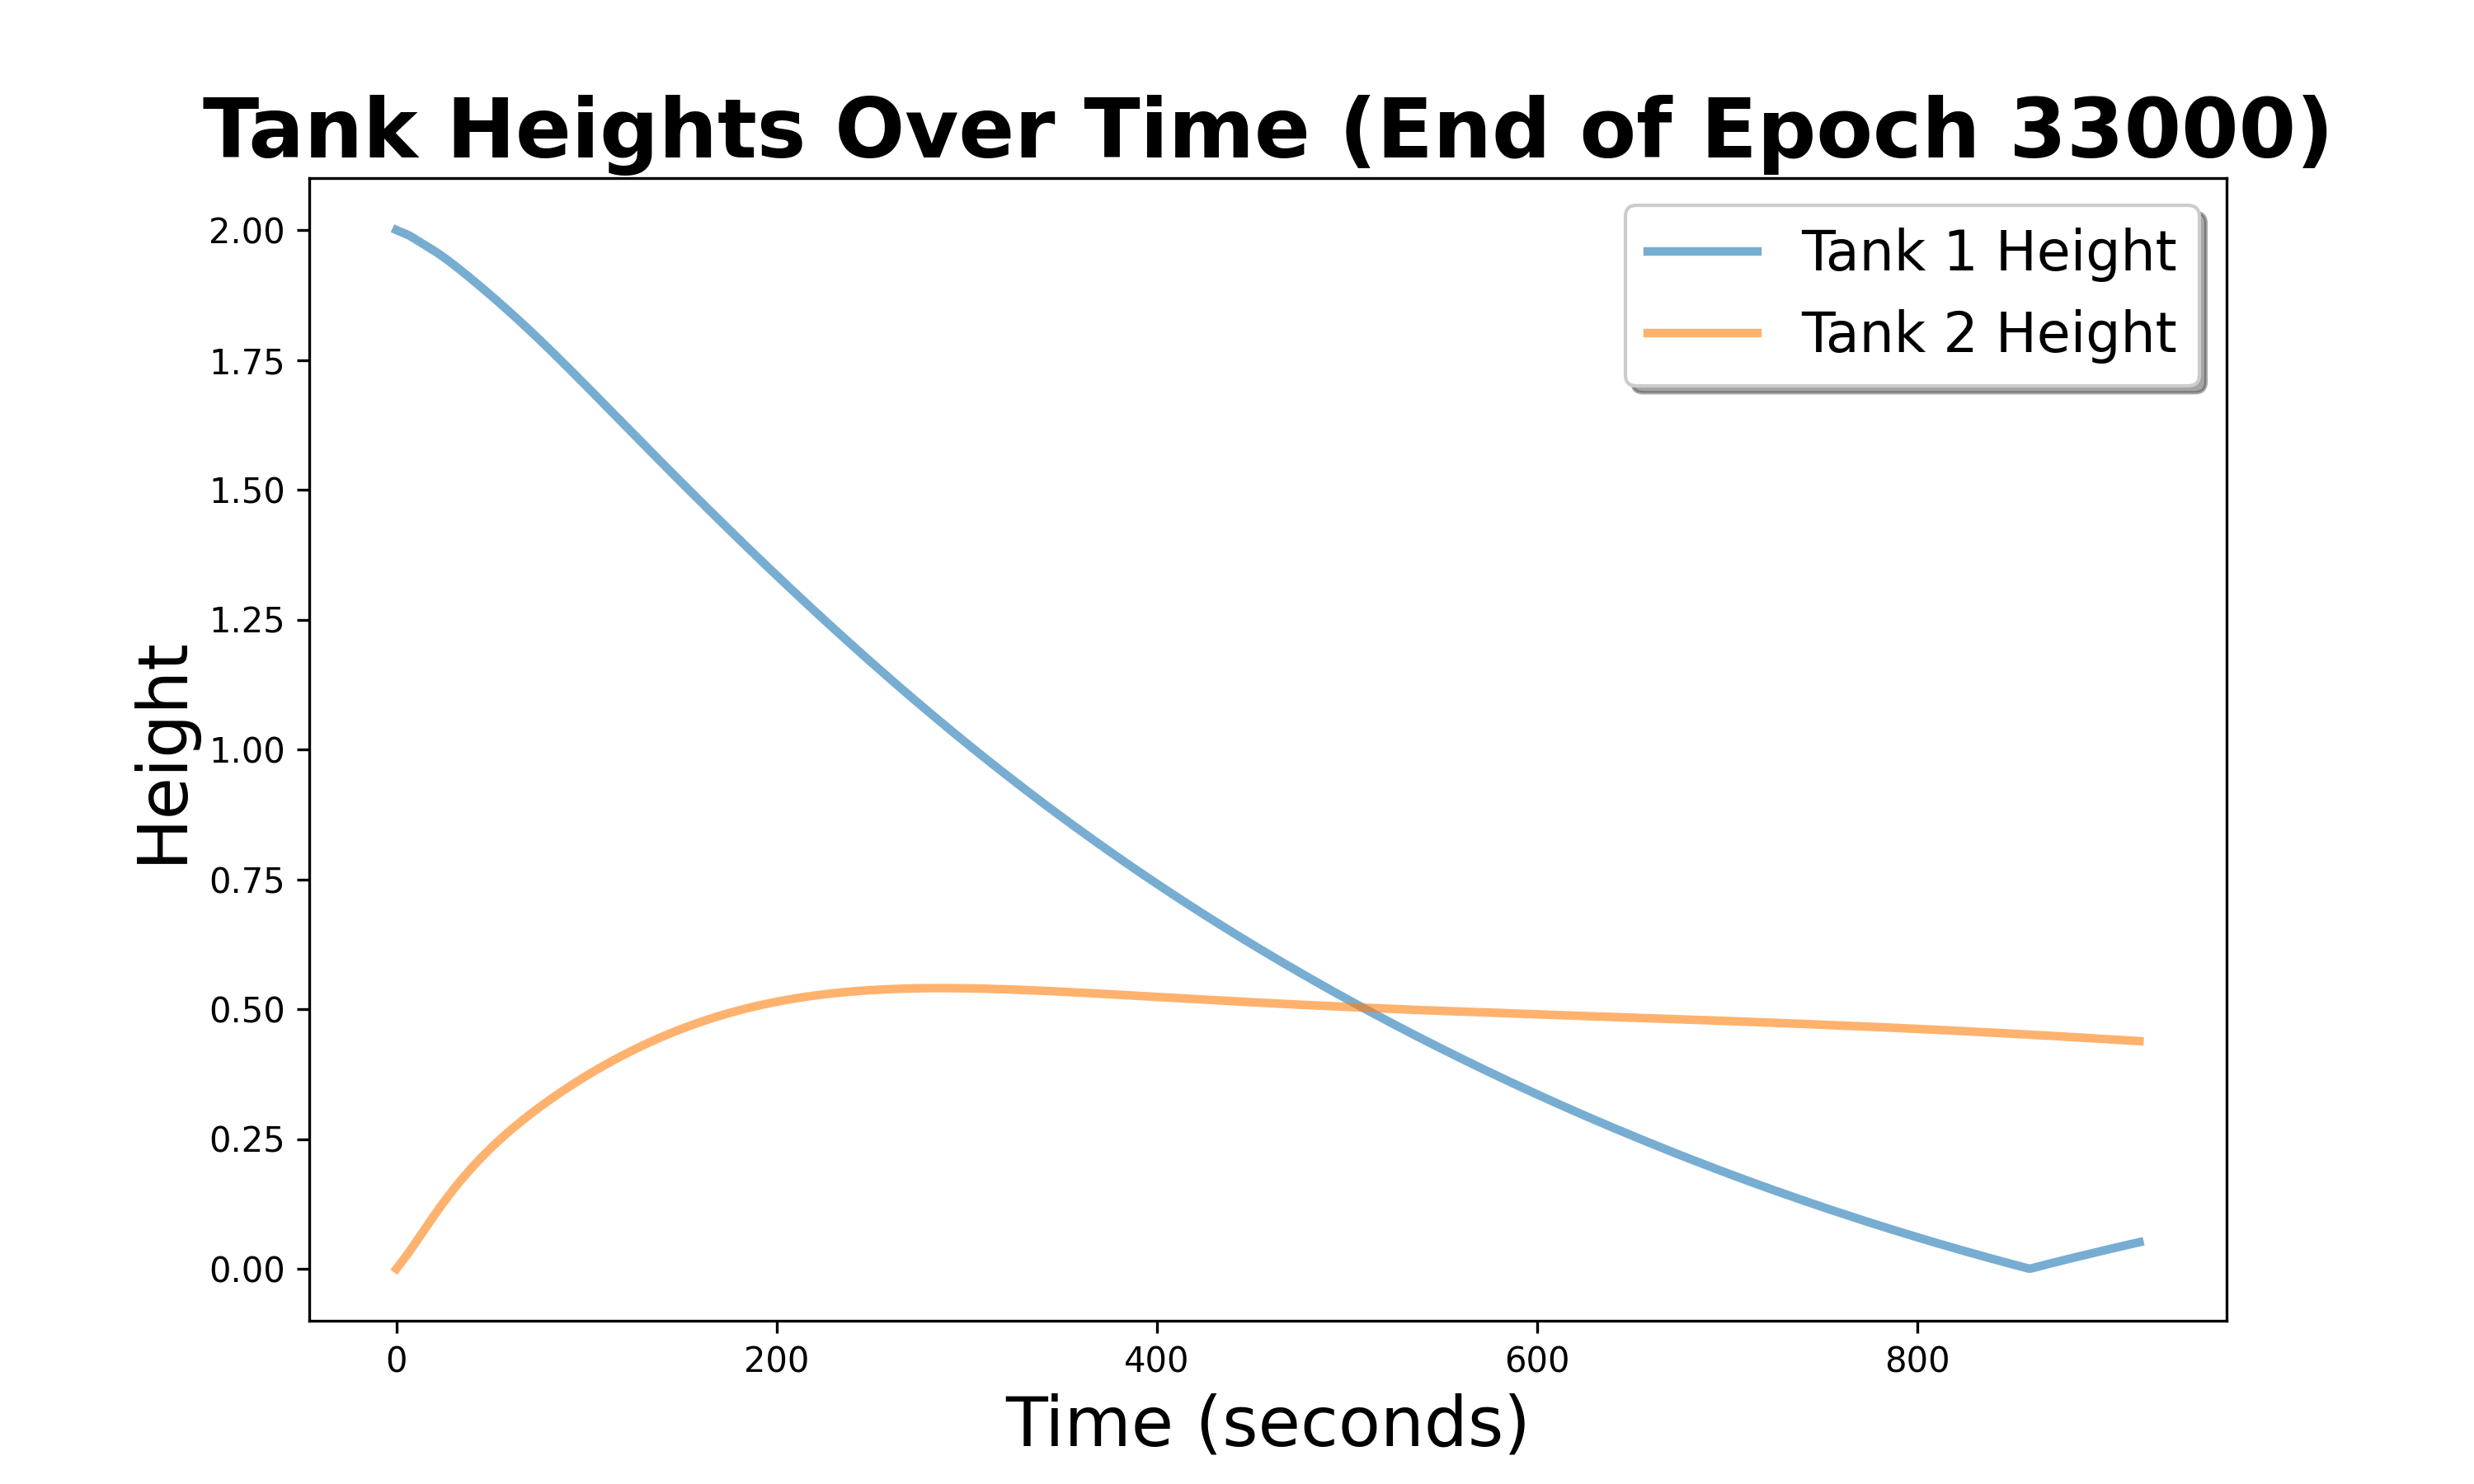 Tank Heights Over Time (End of Epoch 33000)
Tank 1 Height
Tank 2 Height
2.00
1.75
1.50
1.25
1.00
0.75
0.50
0.25
0.00
Height
0 200 400 600 800
Time (seconds)